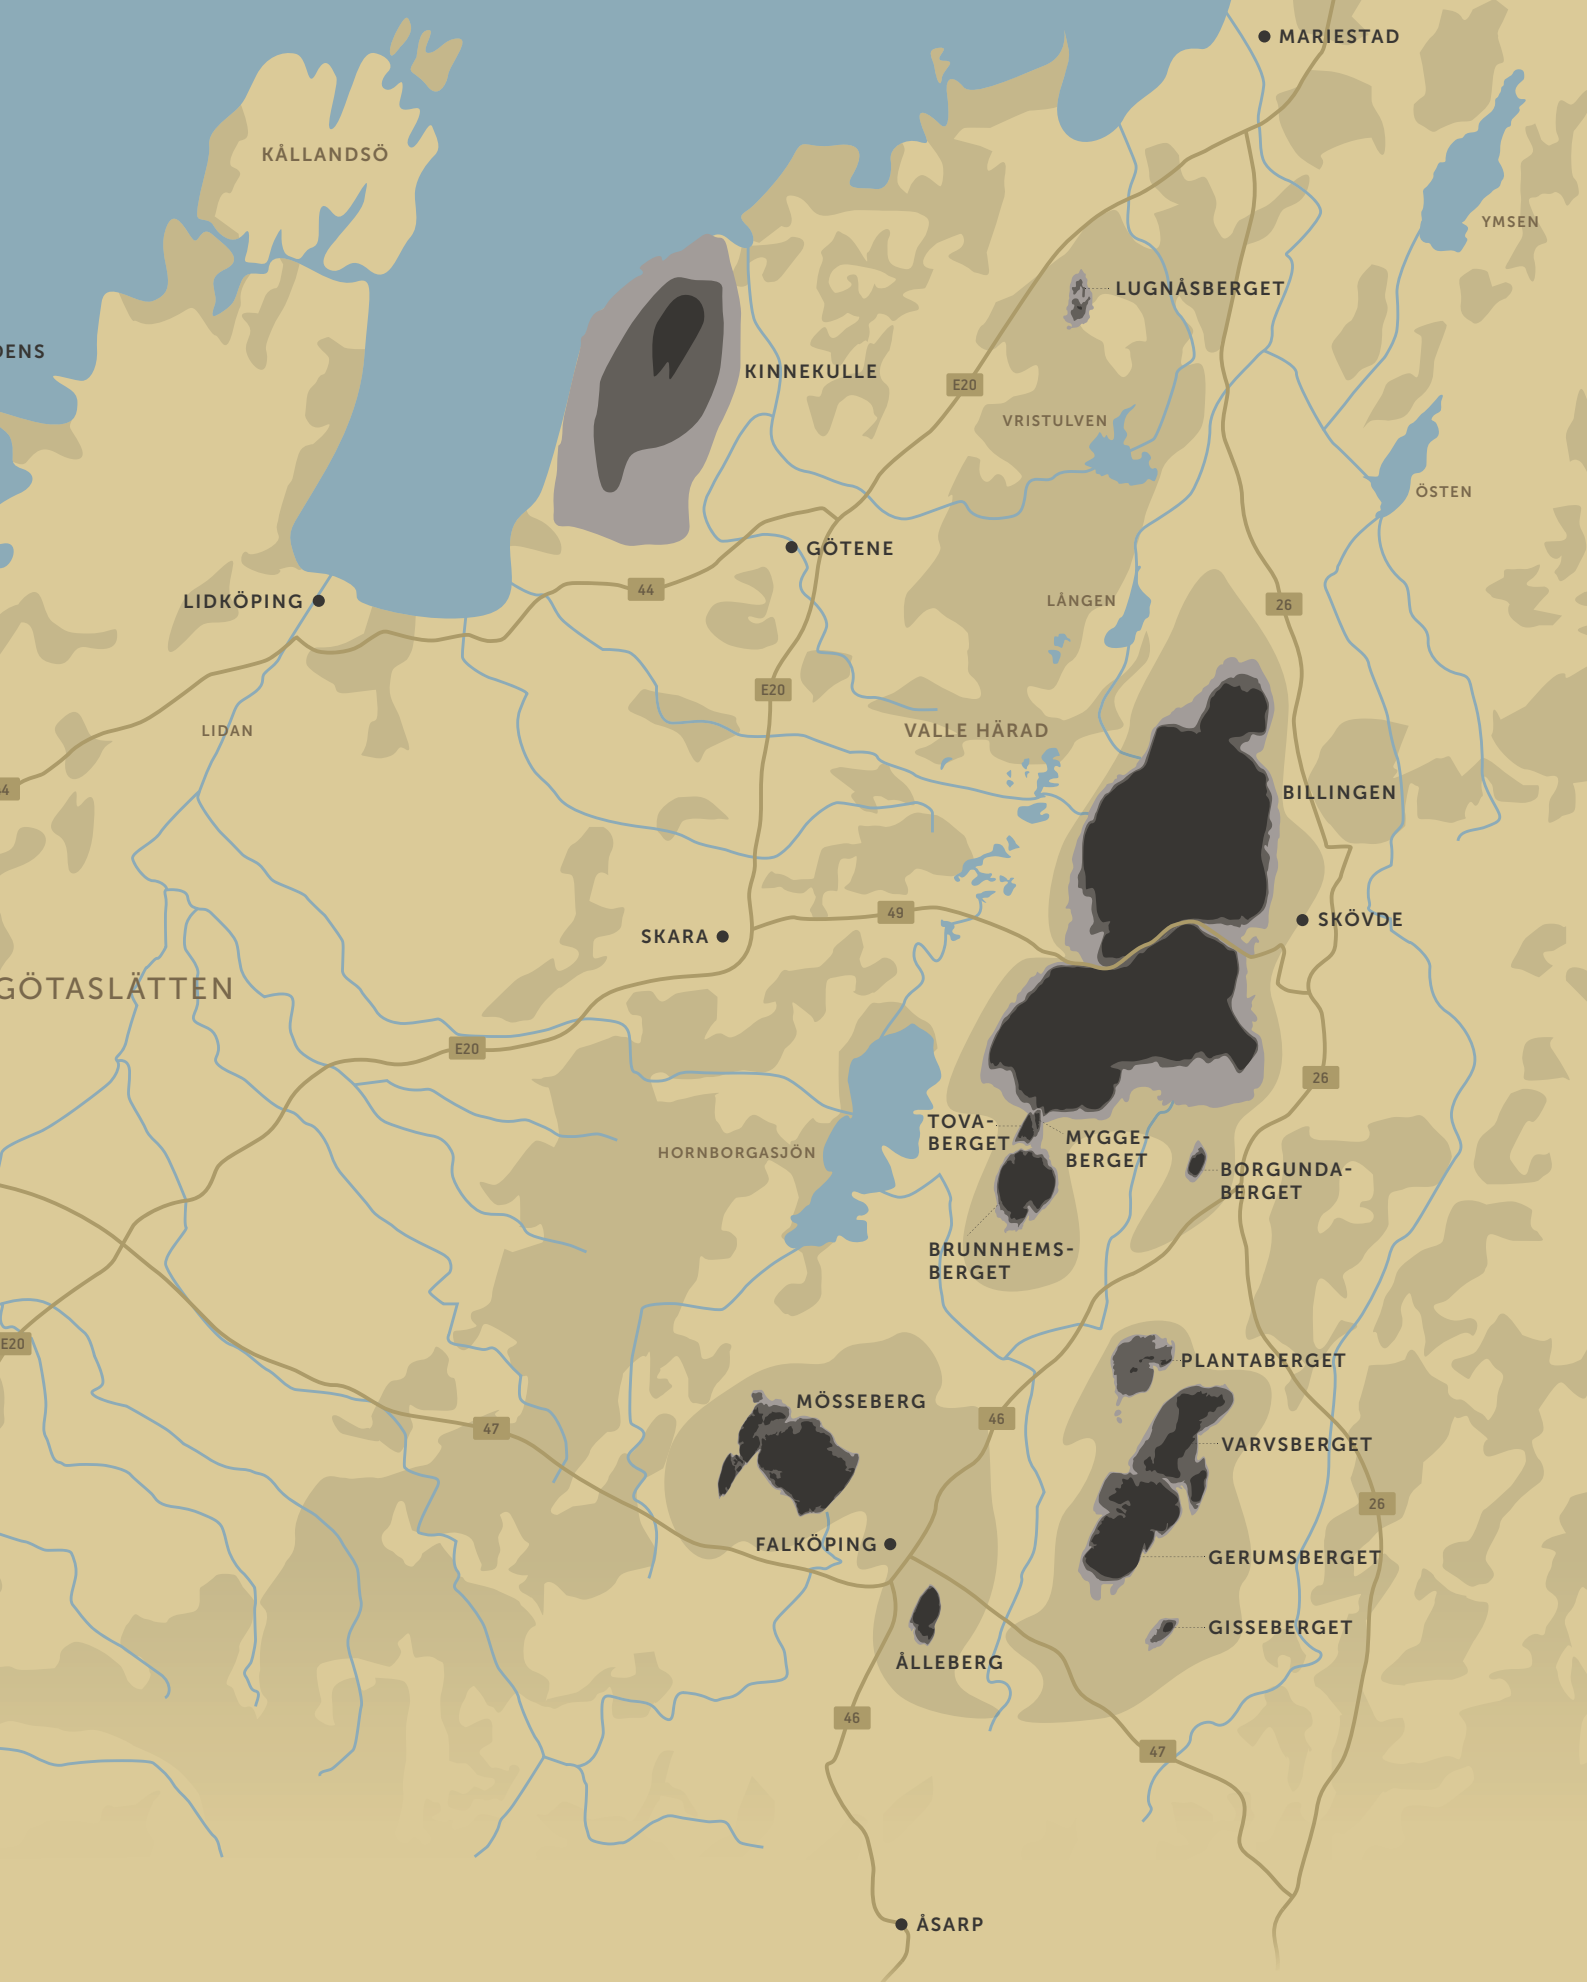 MARIESTAD
KÅLLANDSÖ
YMSEN
LUGNÅSBERGET
DENS
KINNEKULLE
E20
VRISTULVEN
ÖSTEN
GÖTENE
44
LÅNGEN
26
LIDKÖPING
E20
LIDAN
VALLE HÄRAD
44
BILLINGEN
49
SKÖVDE
SKARA
GÖTASLÄTTEN
E20
26
TOVA-
BERGET
MYGGE-
BERGET
HORNBORGASJÖN
BORGUNDA-
BERGET
BRUNNHEMS-
BERGET
E20
PLANTABERGET
MÖSSEBERG
46
47
VARVSBERGET
26
FALKÖPING
GERUMSBERGET
GISSEBERGET
ÅLLEBERG
46
47
ÅSARP